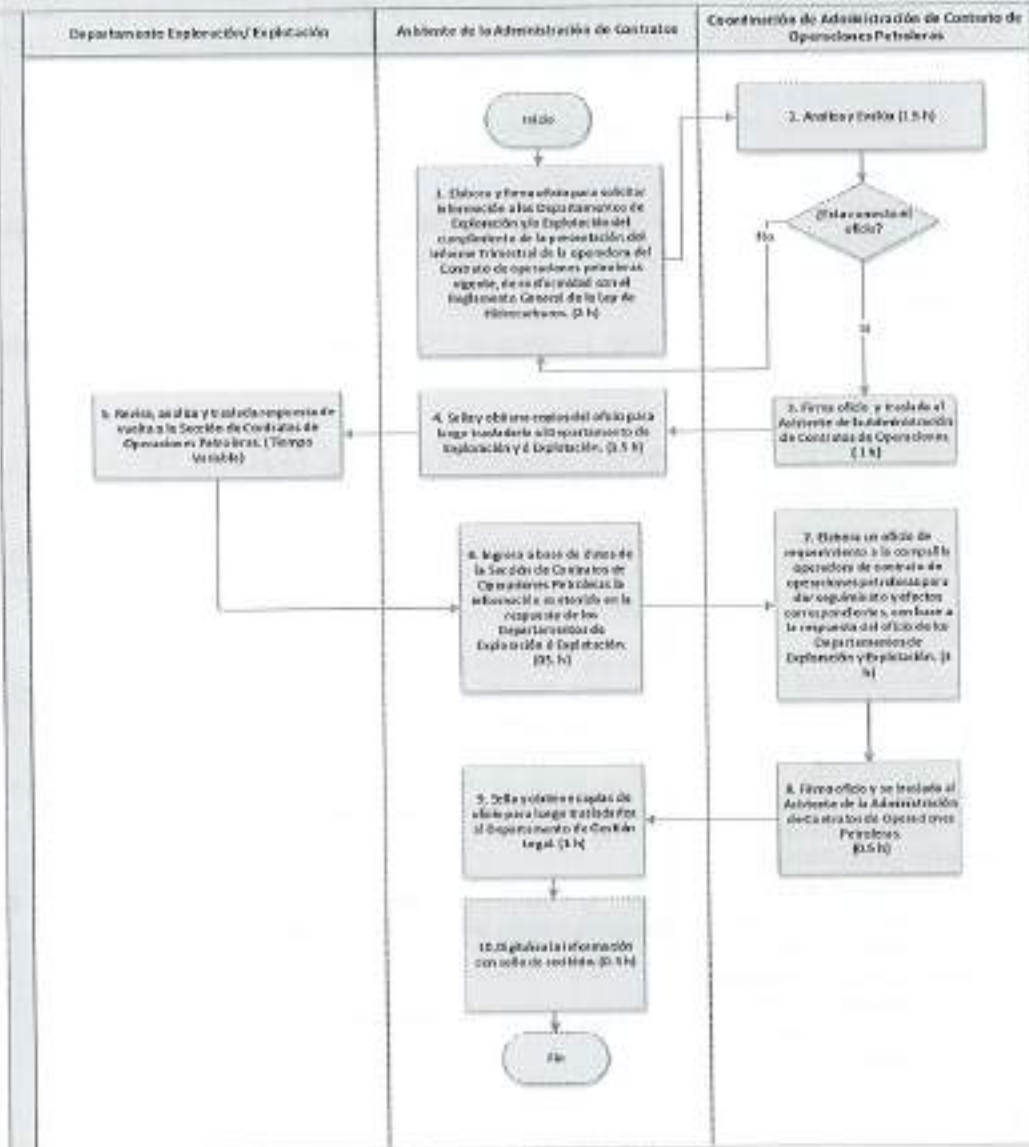 Departamento Exploración/ Explotación
Asistente de la Administración de Contratos
Coordinación de Administración de Contrato de
Operaciones Petroleras
Inicio
1. Elabora y firma oficio para solicitar
información a los Departamentos de
Exploración y/o Explotación del
cumplimiento de la presentación del
Informe Trimestral de la operadora del
Contrato de operaciones petroleras
vigente, de conformidad con el
Reglamento General de la Ley de
Hidrocarburos. (2 h)
2. Analiza y Evalúa (1.5 h)
¿Esta correcto el
oficio?
No
Si
3. Firma oficio y traslada al
Asistente de la Administración
de Contratos de Operaciones.
( 1 h)
4. Sella y obtiene copias del oficio para
luego trasladarlo al Departamento de
Exploración y ó Explotación.
5. Revisa, analiza y traslada respuesta de
vuelta a la Sección de Contratos de
Operaciones Petroleras. ( Tiempo
Variable)
6. Ingresa a base de datos de
la Sección de Contratos de
Operaciones Petroleras la
información contenida en la
respuesta de los
Departamentos de
Exploración ó Explotación.
(05. h)
7. Elabora un oficio de
requerimiento a la compañía
operadora de contrato de
operaciones petroleras para
dar seguimiento y efectos
correspondientes, con base a
la respuesta del oficio de los
Departamentos de
Exploración y Explotación.
h)
8. Firma oficio y se traslada al
Asistente de la Administración
de Contratos de Operaciones
Petroleras.
(0.5 h)
9. Sella y obtiene copias de
oficio para luego trasladarlos
al Departamento de Gestión
Legal. (1 h)
10. Digitaliza la información
con sello de recibido.
Fin